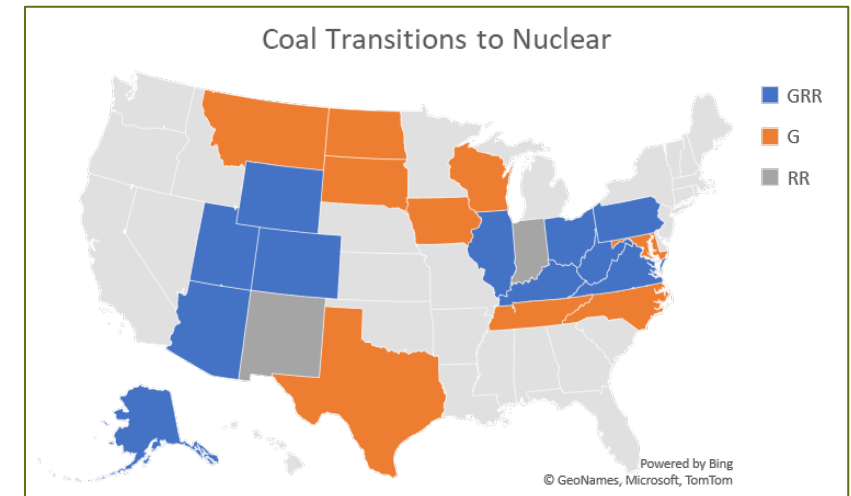 Coal Transitions to Nuclear
GRR
G
RR
Powered by Bing
© GeoNames, Microsoft, TomTom